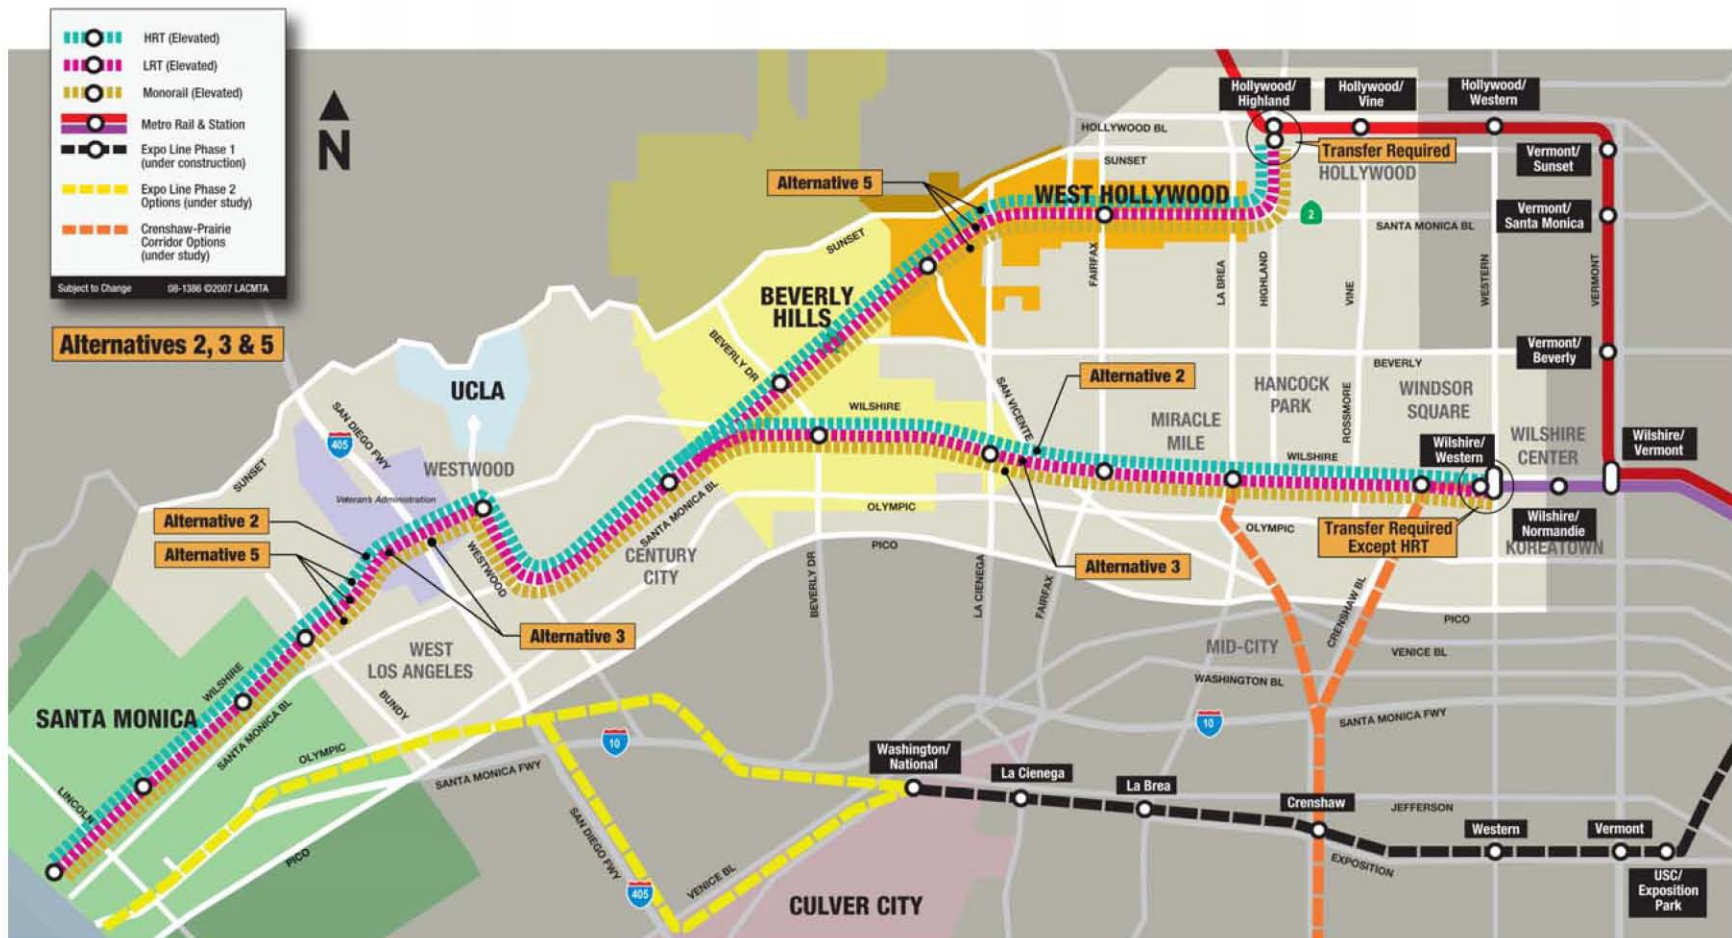 HRT (Elevated)
LRT (Elevated)
Monorail (Elevated)
Metro Rail & Station
Expo Line Phase 1
(under construction)
Expo Line Phase 2
Options (under study)
Crenshaw-Prairie
Corridor Options
(under study)
Subject to Change 08-1386 ©2007 LACMTA
Alternatives 2, 3 & 5
N
Hollywood/
Highland
Hollywood/
Vine
Hollywood/
Western
HOLLYWOOD BL
Transfer Required
SUNSET
HOLLYWOOD
Vermont/
Sunset
Alternative 5
WEST HOLLYWOOD
2
SANTA MONICA BL
Vermont/
Santa Monica
SUNSET
FAIRFAX
LA BREA
HIGHLAND
VINE
WESTERN
VERMONT
BEVERLY
HILLS
BEVERLY DR
Vermont/
Beverly
BEVERLY
UCLA
Alternative 2
SAN VICENTE
HANCOCK
PARK
WINDSOR
SQUARE
ROSSMORE
WILSHIRE
MIRACLE
MILE
SAN DIEGO FWY
405
WESTWOOD
SUNSET
Veteran's Administration
WILSHIRE
Wilshire/
Western
WILSHIRE
CENTER
Wilshire/
Vermont
SANTA MONICA BL
OLYMPIC
OLYMPIC
Transfer Required
Except HRT
Wilshire/
Normandie
KOREATOWN
Alternative 2
Alternative 5
WESTWOOD
CENTURY
CITY
PICO
BEVERLY DR
LA CIENEGA
FAIRFAX
Alternative 3
CRENSHAW BL
PICO
Alternative 3
WEST
LOS ANGELES
MID-CITY
VENICE BL
WASHINGTON BL
WILSHIRE
SANTA MONICA
SANTA MONICA BL
BUNDY
OLYMPIC
10
10
SANTA MONICA FWY
SANTA MONICA FWY
LINCOLN
PICO
SAN DIEGO FWY
405
VENICE BL
Washington/
National
La Cienega
La Brea
Crenshaw
JEFFERSON
Western
Vermont
EXPOSITION
USC/
Exposition
Park
CULVER CITY